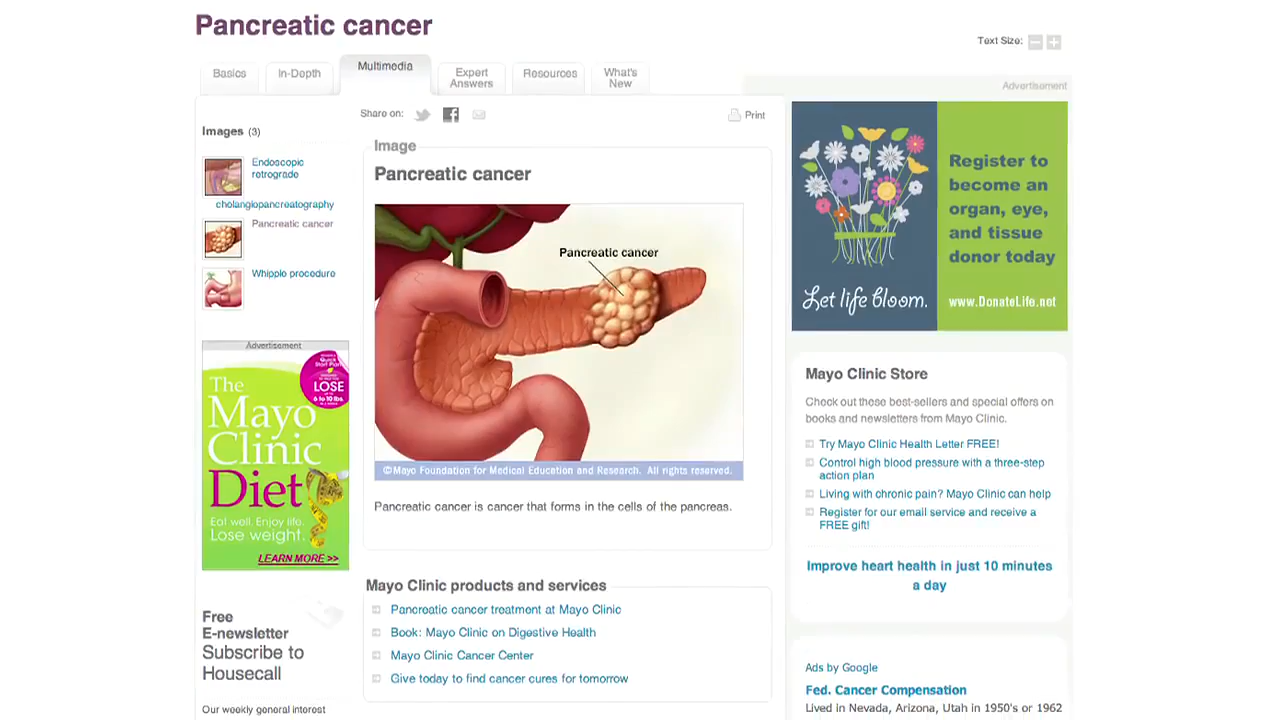 Pancreatic cancer
Text Size:
Basics
In-Depth
Multimedia
Expert
Answers
Resources
What's
New
Advertisement
Share on:
Print
Images (3)
Endoscopic
retrograde
cholangiopancreatography
Pancreatic cancer
Whipple procedure
Image
Pancreatic cancer
Pancreatic cancer
©Mayo Foundation for Medical Education and Research. All rights reserved.
Pancreatic cancer is cancer that forms in the cells of the pancreas.
Register to
become an
organ, eye,
and tissue
donor today
Let life bloom.
www.DonateLife.net
Advertisement
The
Mayo
Clinic
Diet
Quick
Start Plan
LOSE
6 to 10 lbs.
Eat well. Enjoy life.
Lose weight.
LEARN MORE >>
Mayo Clinic Store
Check out these best-sellers and special offers on
books and newsletters from Mayo Clinic.
Try Mayo Clinic Health Letter FREE!
Control high blood pressure with a three-step
action plan
Living with chronic pain? Mayo Clinic can help
Register for our email service and receive a
FREE gift!
Improve heart health in just 10 minutes
a day
Mayo Clinic products and services
Pancreatic cancer treatment at Mayo Clinic
Book: Mayo Clinic on Digestive Health
Mayo Clinic Cancer Center
Give today to find cancer cures for tomorrow
Free
E-newsletter
Subscribe to
Housecall
Our weekly general interest
Ads by Google
Fed. Cancer Compensation
Lived in Nevada, Arizona, Utah in 1950's or 1962